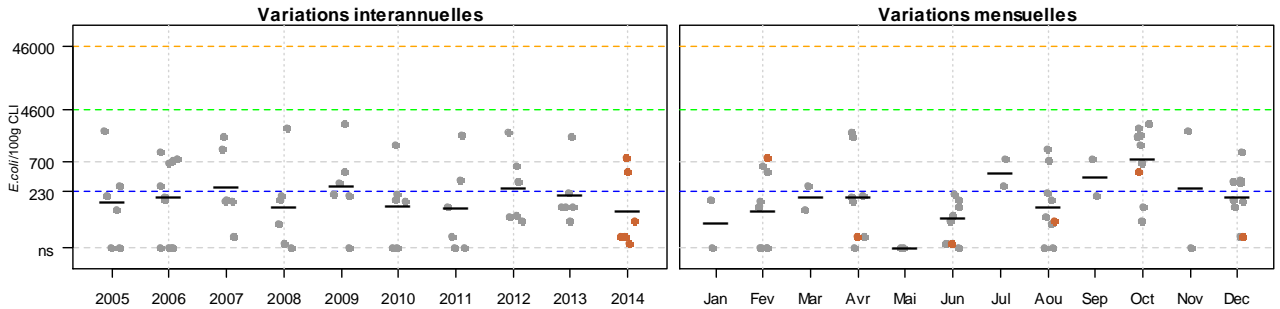 Variations interannuelles
Variations mensuelles
E.coli/100g CLI
46000
4600
700
230
ns
2005 2006 2007 2008 2009 2010 2011 2012 2013 2014
Jan Fev Mar Avr Mai Jun Jul Aou Sep Oct Nov Dec